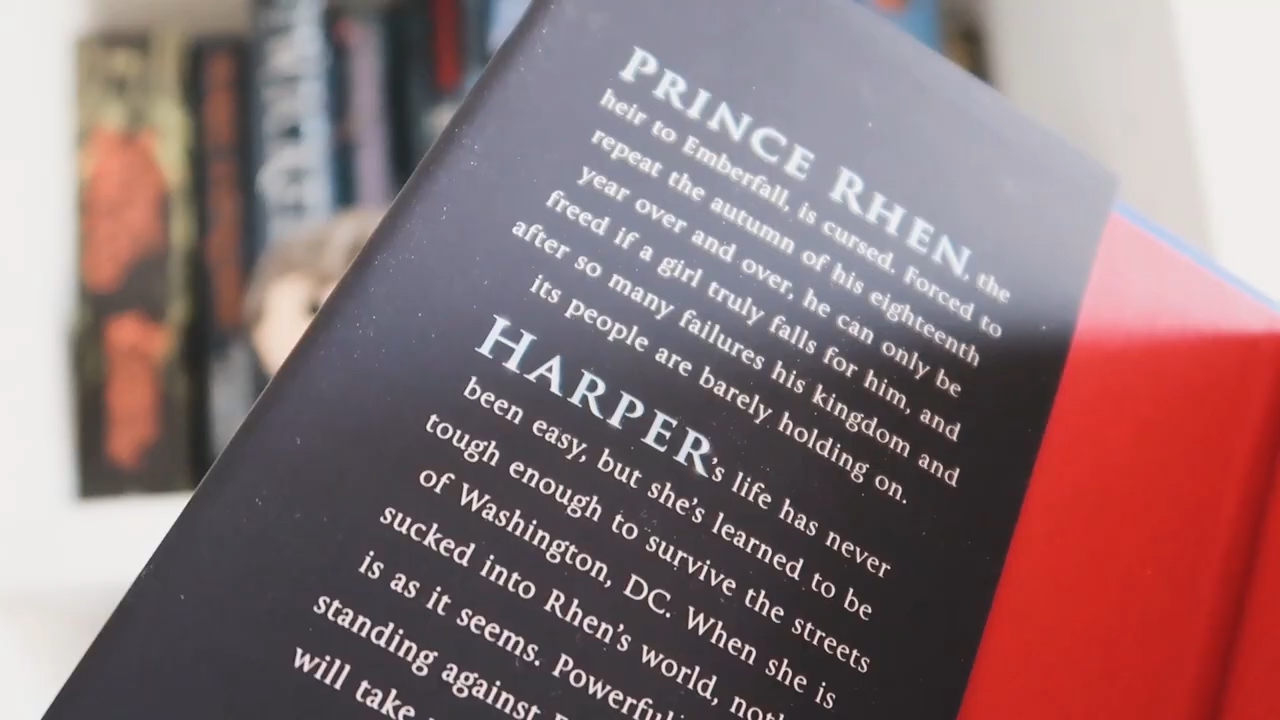 PRINCE RHEN, the
heir to Emberfall, is cursed. Forced to
repeat the autumn of his eighteenth
year over and over, he can only be
freed if a girl truly falls for him, and
after so many failures his kingdom and
its people are barely holding on.
HARPER's life has never
been easy, but she's learned to be
tough enough to survive the streets
of Washington, DC. When she is
sucked into Rhen's world,
is as it seems.
standing against
will take